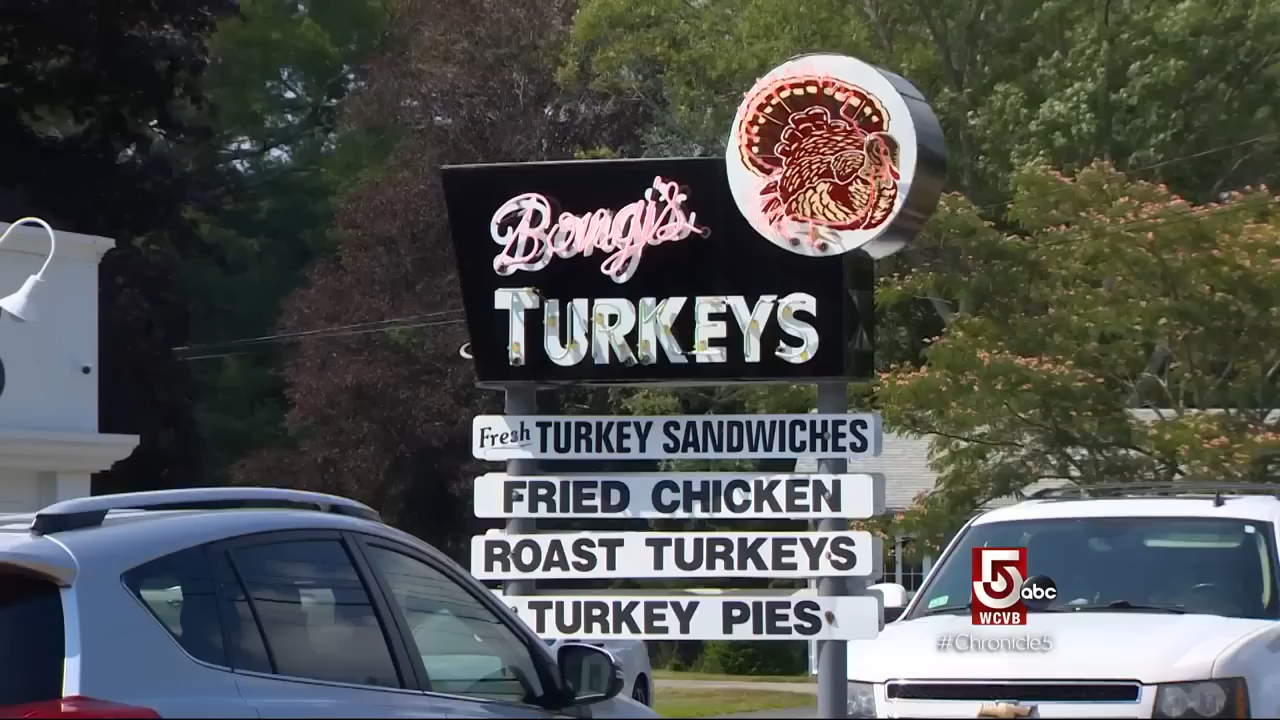 Bongi's
TURKEYS
Fresh TURKEY SANDWICHES
FRIED CHICKEN
ROAST TURKEYS
TURKEY PIES
5 abc
WCVB
#Chronicle5